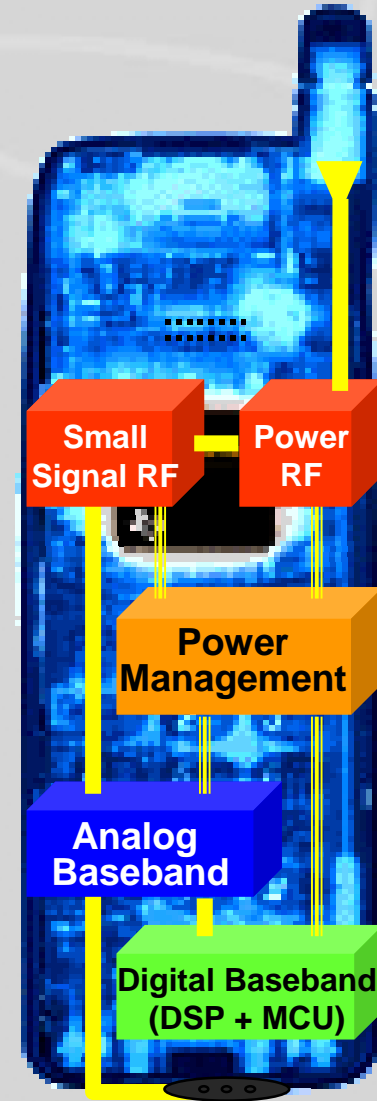 Small
Signal RF
Power
RF
Power
Management
Analog
Baseband
Digital Baseband
(DSP + MCU)